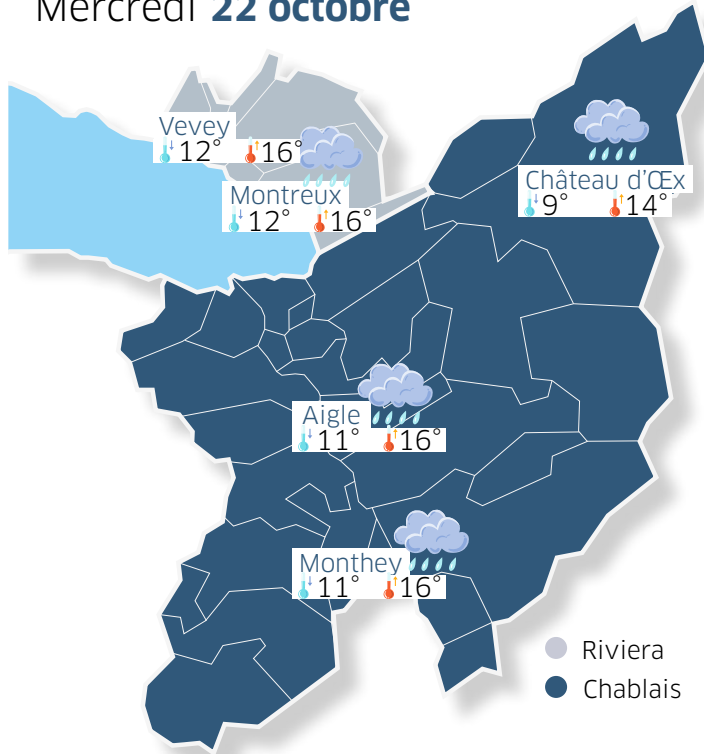 Mercredi 22 octobre
Vevey
12° 16°
Montreux
12° 16°
Château d'Œx
9° 14°
Aigle
11° 16°
Monthey
11° 16°
Riviera
Chablais